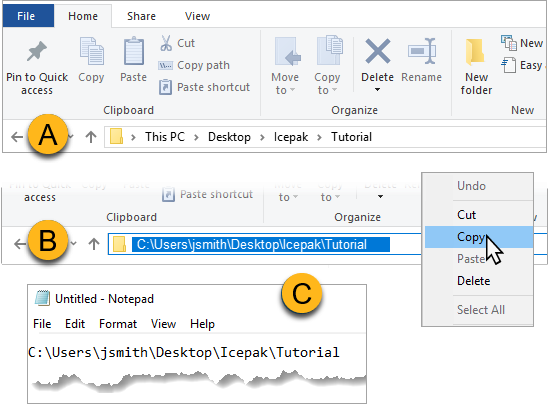 File Home Share View
Pin to Quick access
Copy
Paste
Cut
Copy path
Paste shortcut
Move to
Copy to
Delete
Rename
New folder
New
Easy
Clipboard Organize New
A
This PC > Desktop > Icepak > Tutorial
access
Paste shortcut
Clipboard Organize
B
C:\Users\jsmith\Desktop\Icepak\Tutorial
Undo
Cut
Copy
Paste
Delete
Select All
C
Untitled - Notepad
File Edit Format View Help
C:\Users\jsmith\Desktop\Icepak\Tutorial